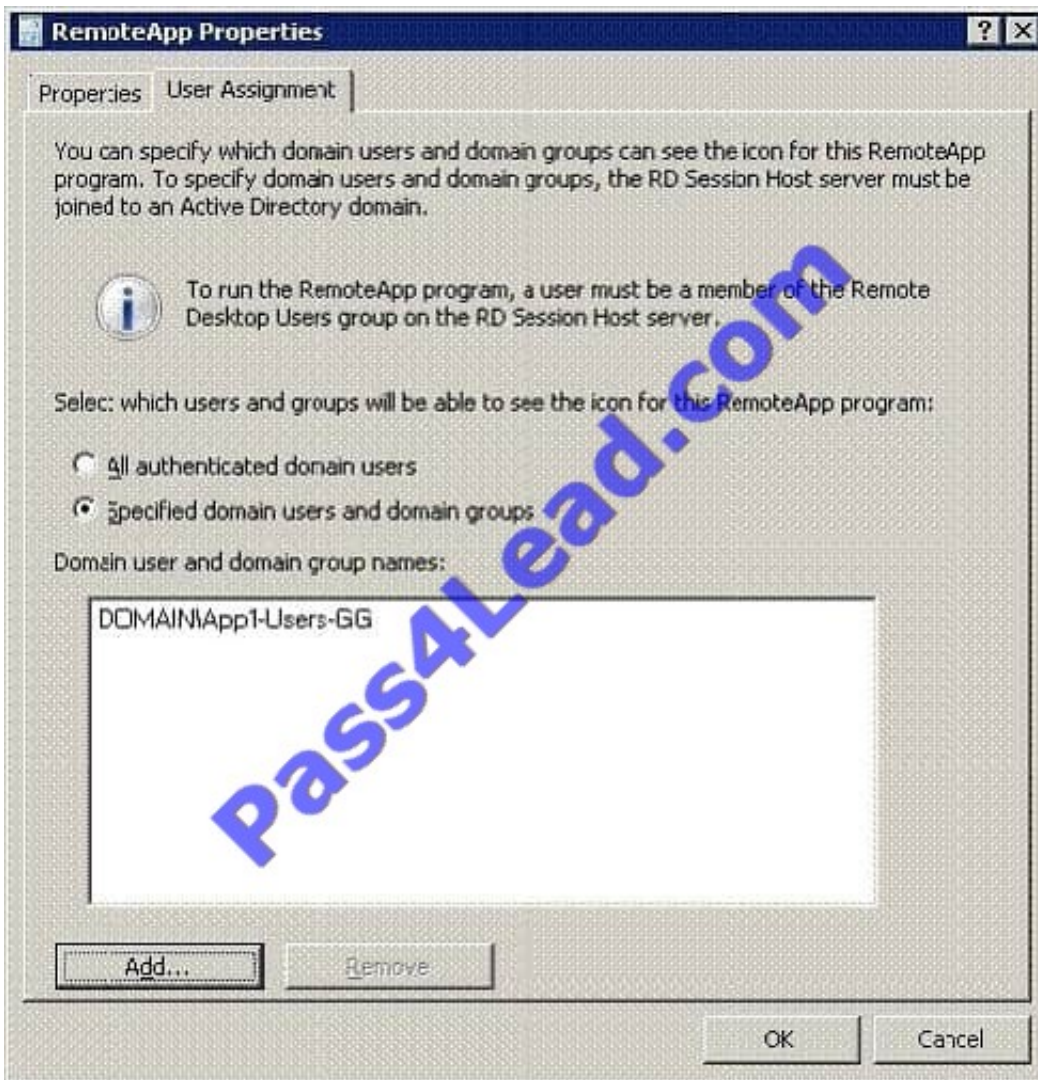 RemoteApp Properties
Properties
User Assignment
You can specify which domain users and domain groups can see the icon for this RemoteApp
program. To specify domain users and domain groups, the RD Session Host server must be
joined to an Active Directory domain.
To run the RemoteApp program, a user must be a member of the Remote
Desktop Users group on the RD Session Host server.
Select which users and groups will be able to see the icon for this RemoteApp program:
All authenticated domain users
Specified domain users and domain groups
Domain user and domain group names:
DOMAIN\App1-Users-GG
Pass4Lead.com
Add...
Remove
OK
Cancel